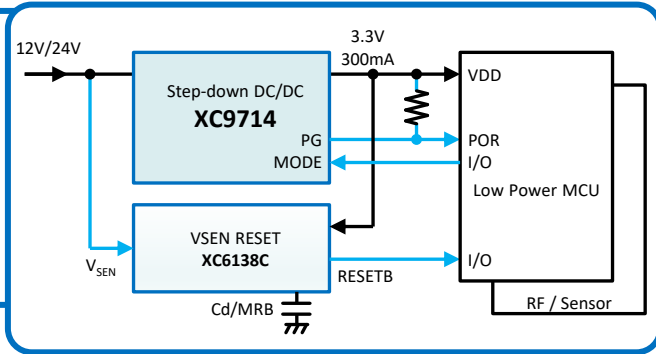 12V/24V
3.3V
300mA
Step-down DC/DC
XC9714
PG
MODE
VDD
POR
I/O
Low Power MCU
VSEN RESET
XC6138C
VSEN
RESETB
I/O
Cd/MRB
RF / Sensor